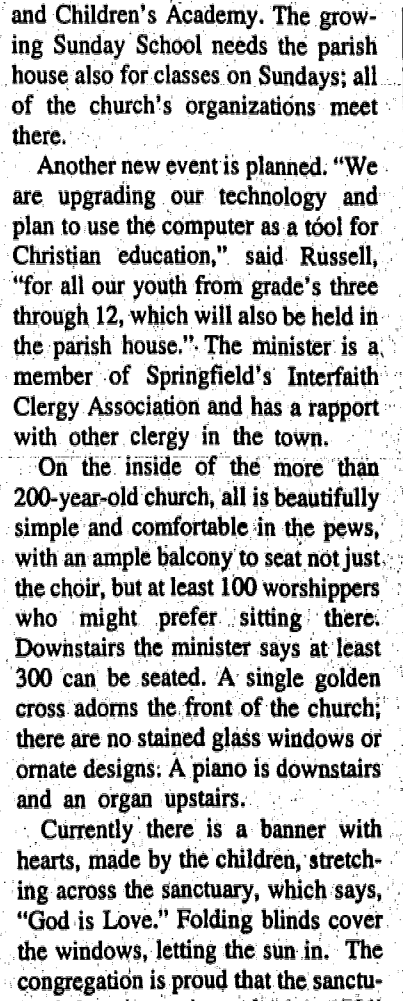 and Children's Academy. The grow-
ing Sunday School needs the parish
house also for classes on Sundays; all
of the church's organizations meet
there.
Another new event is planned. "We
are upgrading our technology and
plan to use the computer as a tool for
Christian education," said Russell,
"for all our youth from grade's three
through 12, which will also be held in
the parish house." The minister is a
member of Springfield's Interfaith
Clergy Association and has a rapport
with other clergy in the town.
On the inside of the more than
200-year-old church, all is beautifully
simple and comfortable in the pews,
with an ample balcony to seat not just
the choir, but at least 100 worshippers
who might prefer sitting there.
Downstairs the minister says at least
300 can be seated. A single golden
cross adorns the front of the church;
there are no stained glass windows or
ornate designs. A piano is downstairs
and an organ upstairs.
Currently there is a banner with
hearts, made by the children, stretch-
ing across the sanctuary, which says,
"God is Love." Folding blinds cover
the windows, letting the sun in. The
congregation is proud that the sanctu-